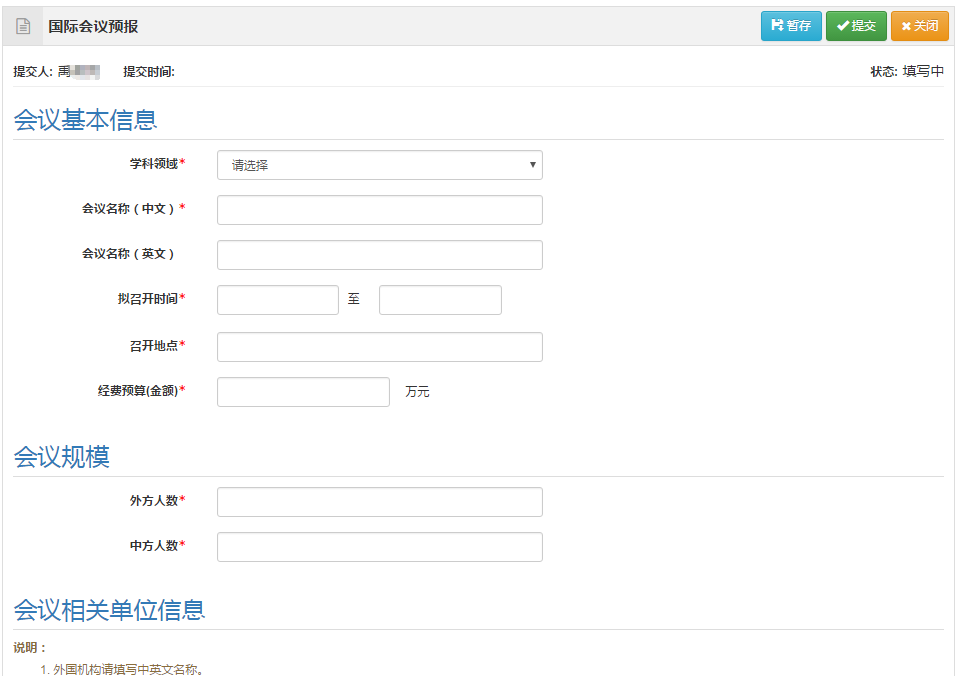 国际会议预报 暂存 提交 关闭
提交人: 禹 提交时间: 状态: 填写中
会议基本信息
学科领域* 请选择
会议名称（中文）*
会议名称（英文）
拟召开时间* 至
召开地点*
经费预算(金额)* 万元
会议规模
外方人数*
中方人数*
会议相关单位信息
说明：
1. 外国机构请填写中英文名称。